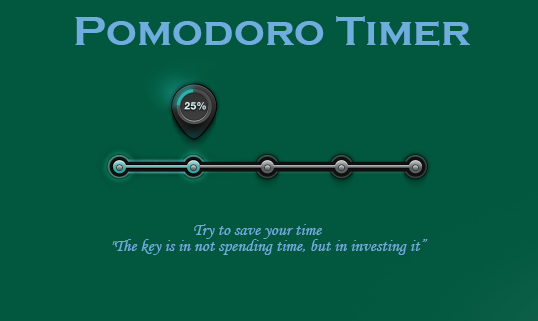 Pomodoro Timer
25%
Try to save your time
"The key is in not spending time, but in investing it"